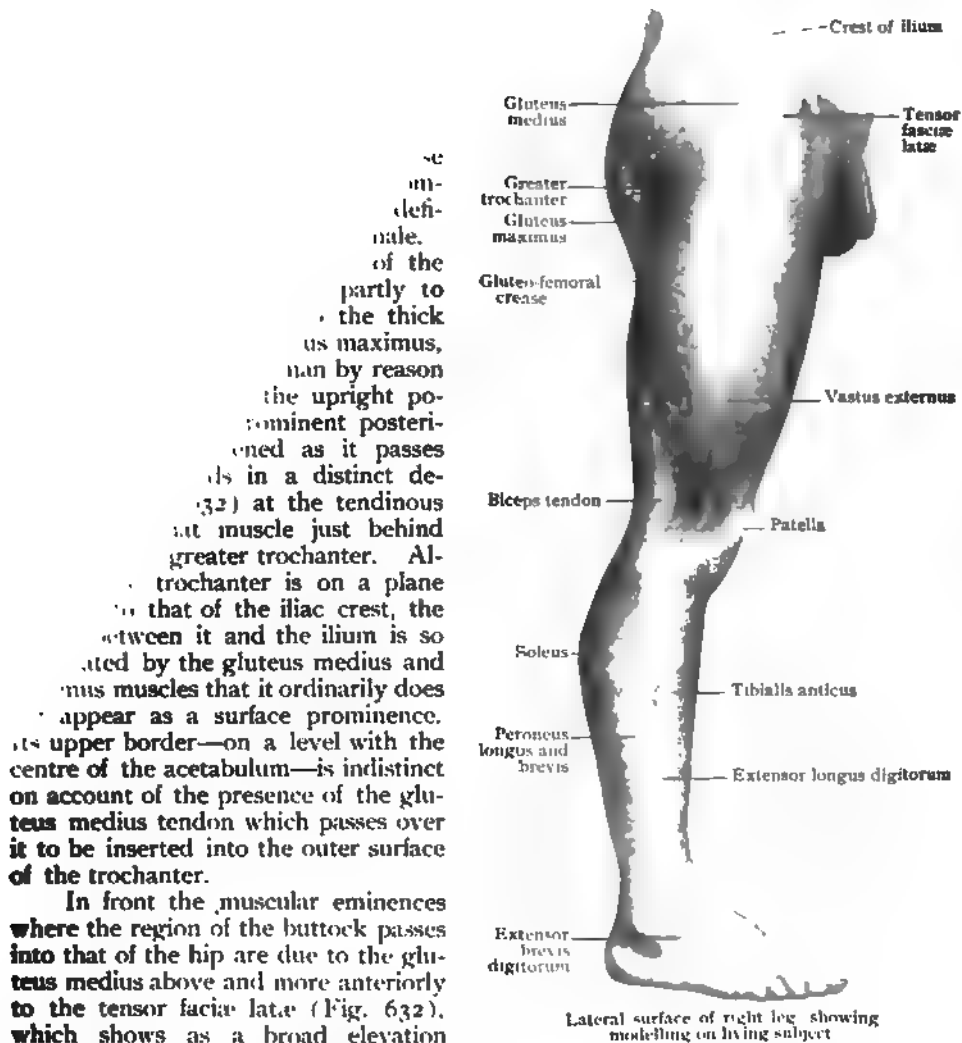 defi-
of the
partly to
the thick
us maximus,
by reason
the upright po-
posteri-
as it passes
in a distinct de-
at the tendinous
muscle just behind
greater trochanter. Al-
trochanter is on a plane
that of the iliac crest, the
it and the ilium is so
by the gluteus medius and
muscles that it ordinarily does
appear as a surface prominence.
upper border—on a level with the
centre of the acetabulum—is indistinct
on account of the presence of the glu-
teus medius tendon which passes over
it to be inserted into the outer surface
of the trochanter.
In front the muscular eminences
where the region of the buttock passes
into that of the hip are due to the glu-
teus medius above and more anteriorly
to the tensor faciæ latæ (Fig. 632),
which shows as a broad elevation
Crest of ilium
Gluteus
medius
Tensor
fasciæ
latæ
Greater
trochanter
Gluteus
maximus
Gluteo-femoral
crease
Vastus externus
Biceps tendon
Patella
Soleus
Tibialis anticus
Peroneus
longus and
brevis
Extensor longus digitorum
Extensor
brevis
digitorum
Lateral surface of right leg, showing
modelling on living subject